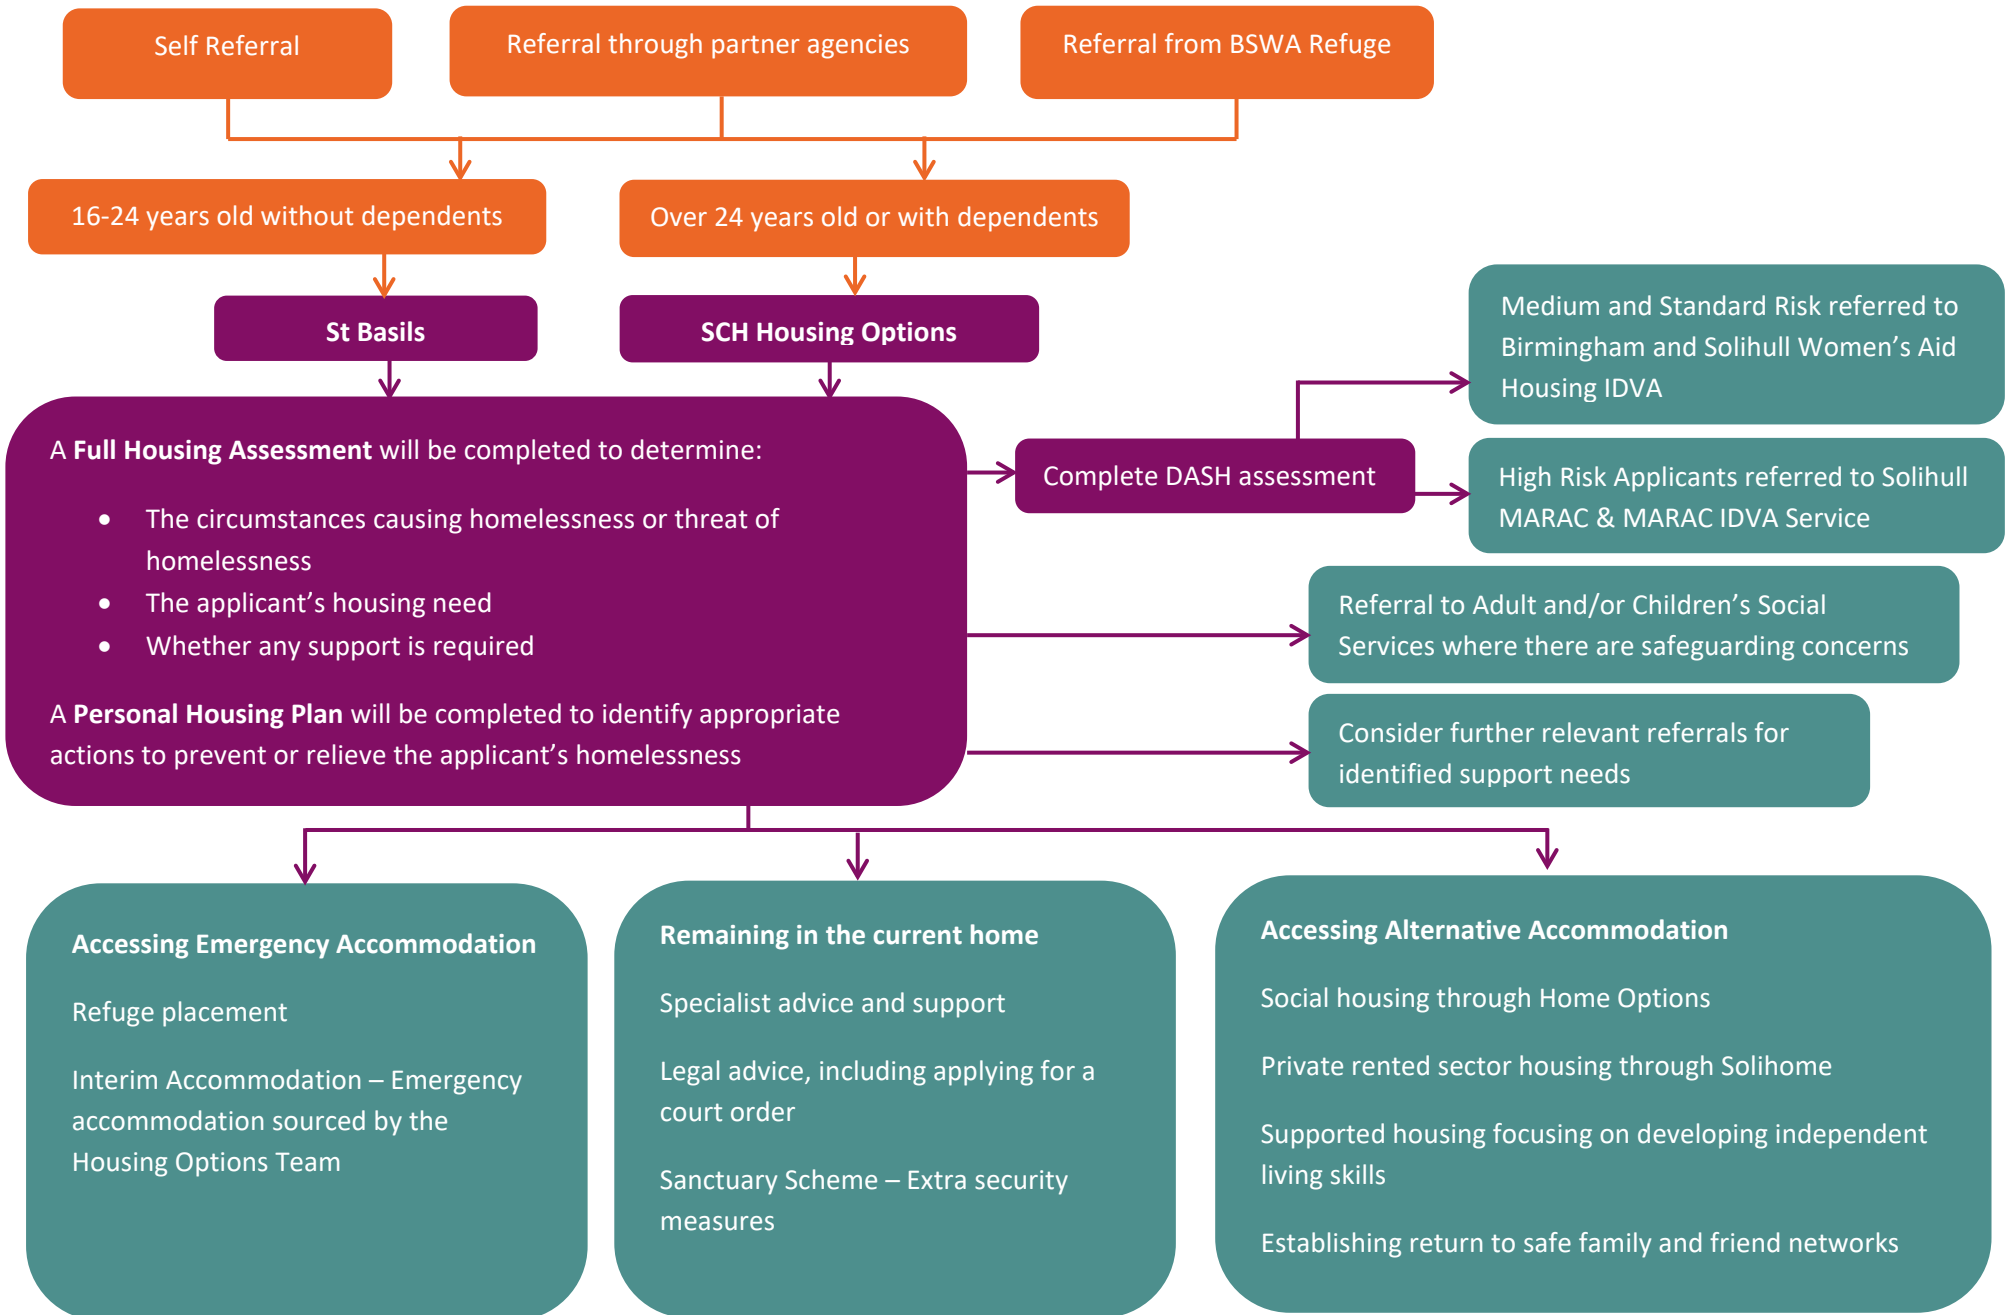 Self Referral
Referral through partner agencies
Referral from BSWA Refuge
16-24 years old without dependents
Over 24 years old or with dependents
St Basils
SCH Housing Options
A Full Housing Assessment will be completed to determine:
• The circumstances causing homelessness or threat of
homelessness
• The applicant’s housing need
• Whether any support is required
A Personal Housing Plan will be completed to identify appropriate
actions to prevent or relieve the applicant’s homelessness
Complete DASH assessment
Medium and Standard Risk referred to
Birmingham and Solihull Women’s Aid
Housing IDVA
High Risk Applicants referred to Solihull
MARAC & MARAC IDVA Service
Referral to Adult and/or Children’s Social
Services where there are safeguarding concerns
Consider further relevant referrals for
identified support needs
Accessing Emergency Accommodation
Refuge placement
Interim Accommodation – Emergency
accommodation sourced by the
Housing Options Team
Remaining in the current home
Specialist advice and support
Legal advice, including applying for a
court order
Sanctuary Scheme – Extra security
measures
Accessing Alternative Accommodation
Social housing through Home Options
Private rented sector housing through Solihome
Supported housing focusing on developing independent
living skills
Establishing return to safe family and friend networks